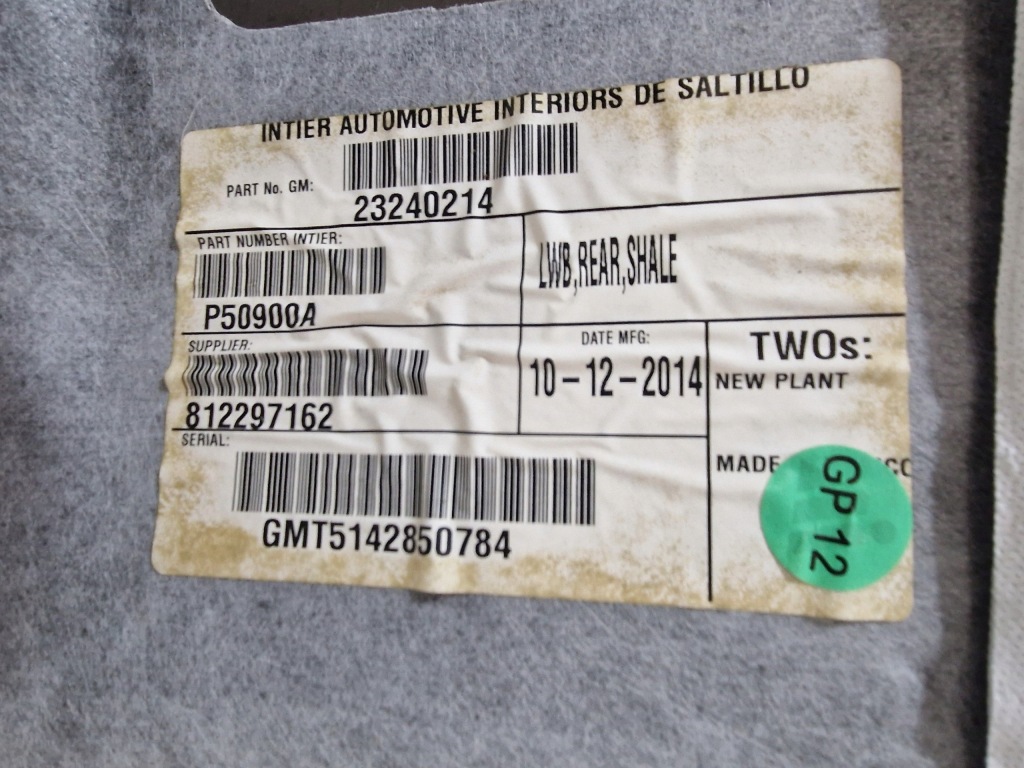 INTIER AUTOMOTIVE INTERIORS DE SALTILLO
PART No. GM:
23240214
PART NUMBER INTIER:
P50900A
LWB,REAR,SHALE
SUPPLIER:
812297162
DATE MFG:
10-12-2014
TWOs:
NEW PLANT
SERIAL:
GMT5142850784
MADE
GP 12